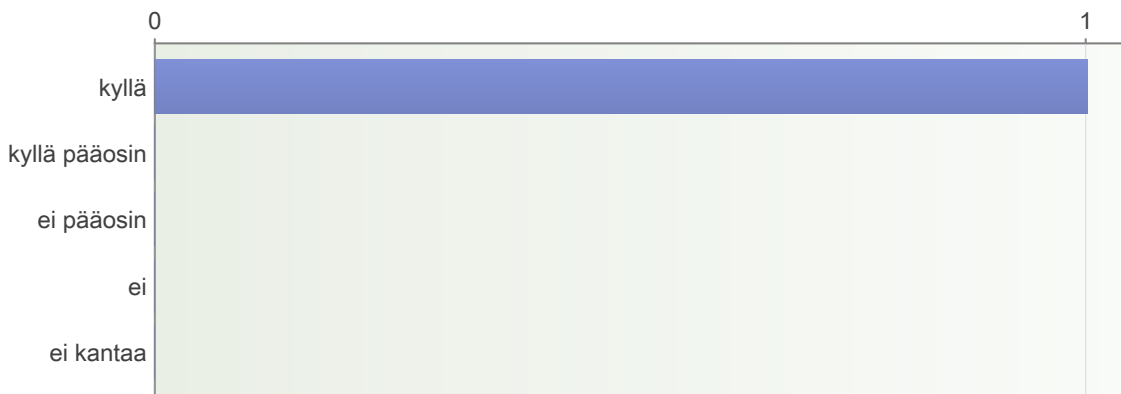 0 1
kyllä
kyllä pääosin
ei pääosin
ei
ei kantaa